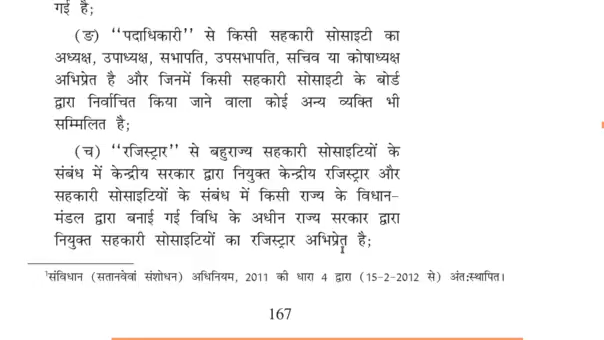 गई है;
(ङ) ‘‘पदाधिकारी’’ से किसी सहकारी सोसाइटी का
अध्यक्ष, उपाध्यक्ष, सभापति, उपसभापति, सचिव या कोषाध्यक्ष
अभिप्रेत है और जिनमें किसी सहकारी सोसाइटी के बोर्ड
द्वारा निर्वाचित किया जाने वाला कोई अन्य व्यक्ति भी
सम्मिलित है;
(च) ‘‘रजिस्ट्रार’’ से बहुराज्य सहकारी सोसाइटियों के
संबंध में केन्द्रीय सरकार द्वारा नियुक्त केन्द्रीय रजिस्ट्रार और
सहकारी सोसाइटियों के संबंध में किसी राज्य के विधान-
मंडल द्वारा बनाई गई विधि के अधीन राज्य सरकार द्वारा
नियुक्त सहकारी सोसाइटियों का रजिस्ट्रार अभिप्रेत है;
¹संविधान (सतानवेवां संशोधन) अधिनियम, 2011 की धारा 4 द्वारा (15-2-2012 से) अंत:स्थापित।
167